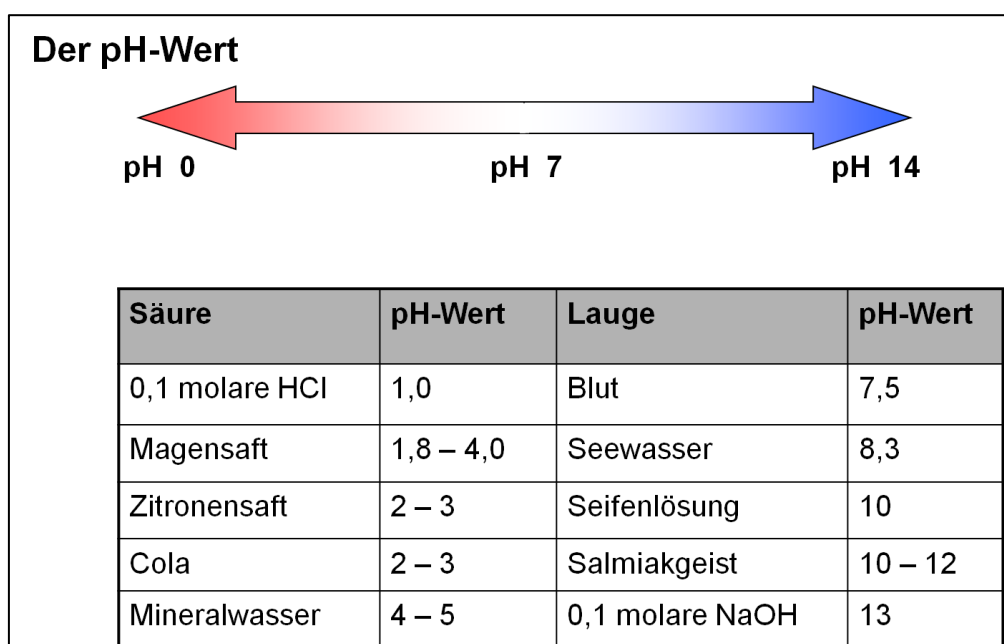 Der pH-Wert
pH 0 pH 7 pH 14
Säure pH-Wert Lauge pH-Wert
0,1 molare HCl 1,0 Blut 7,5
Magensaft 1,8 – 4,0 Seewasser 8,3
Zitronensaft 2 – 3 Seifenlösung 10
Cola 2 – 3 Salmiakgeist 10 – 12
Mineralwasser 4 – 5 0,1 molare NaOH 13